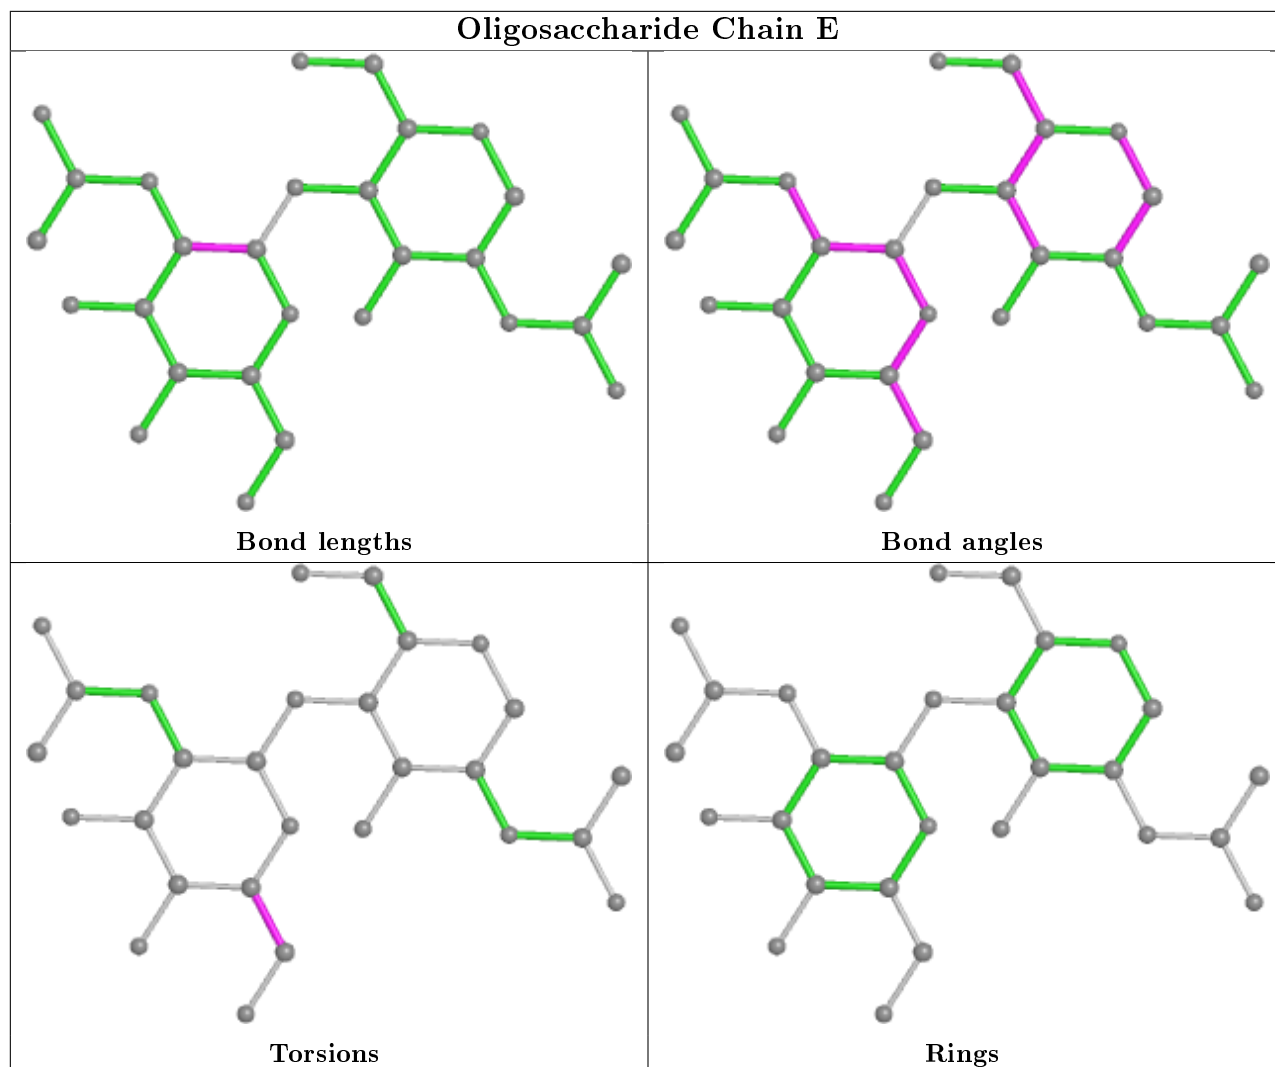 Oligosaccharide Chain E
Bond lengths
Bond angles
Torsions
Rings